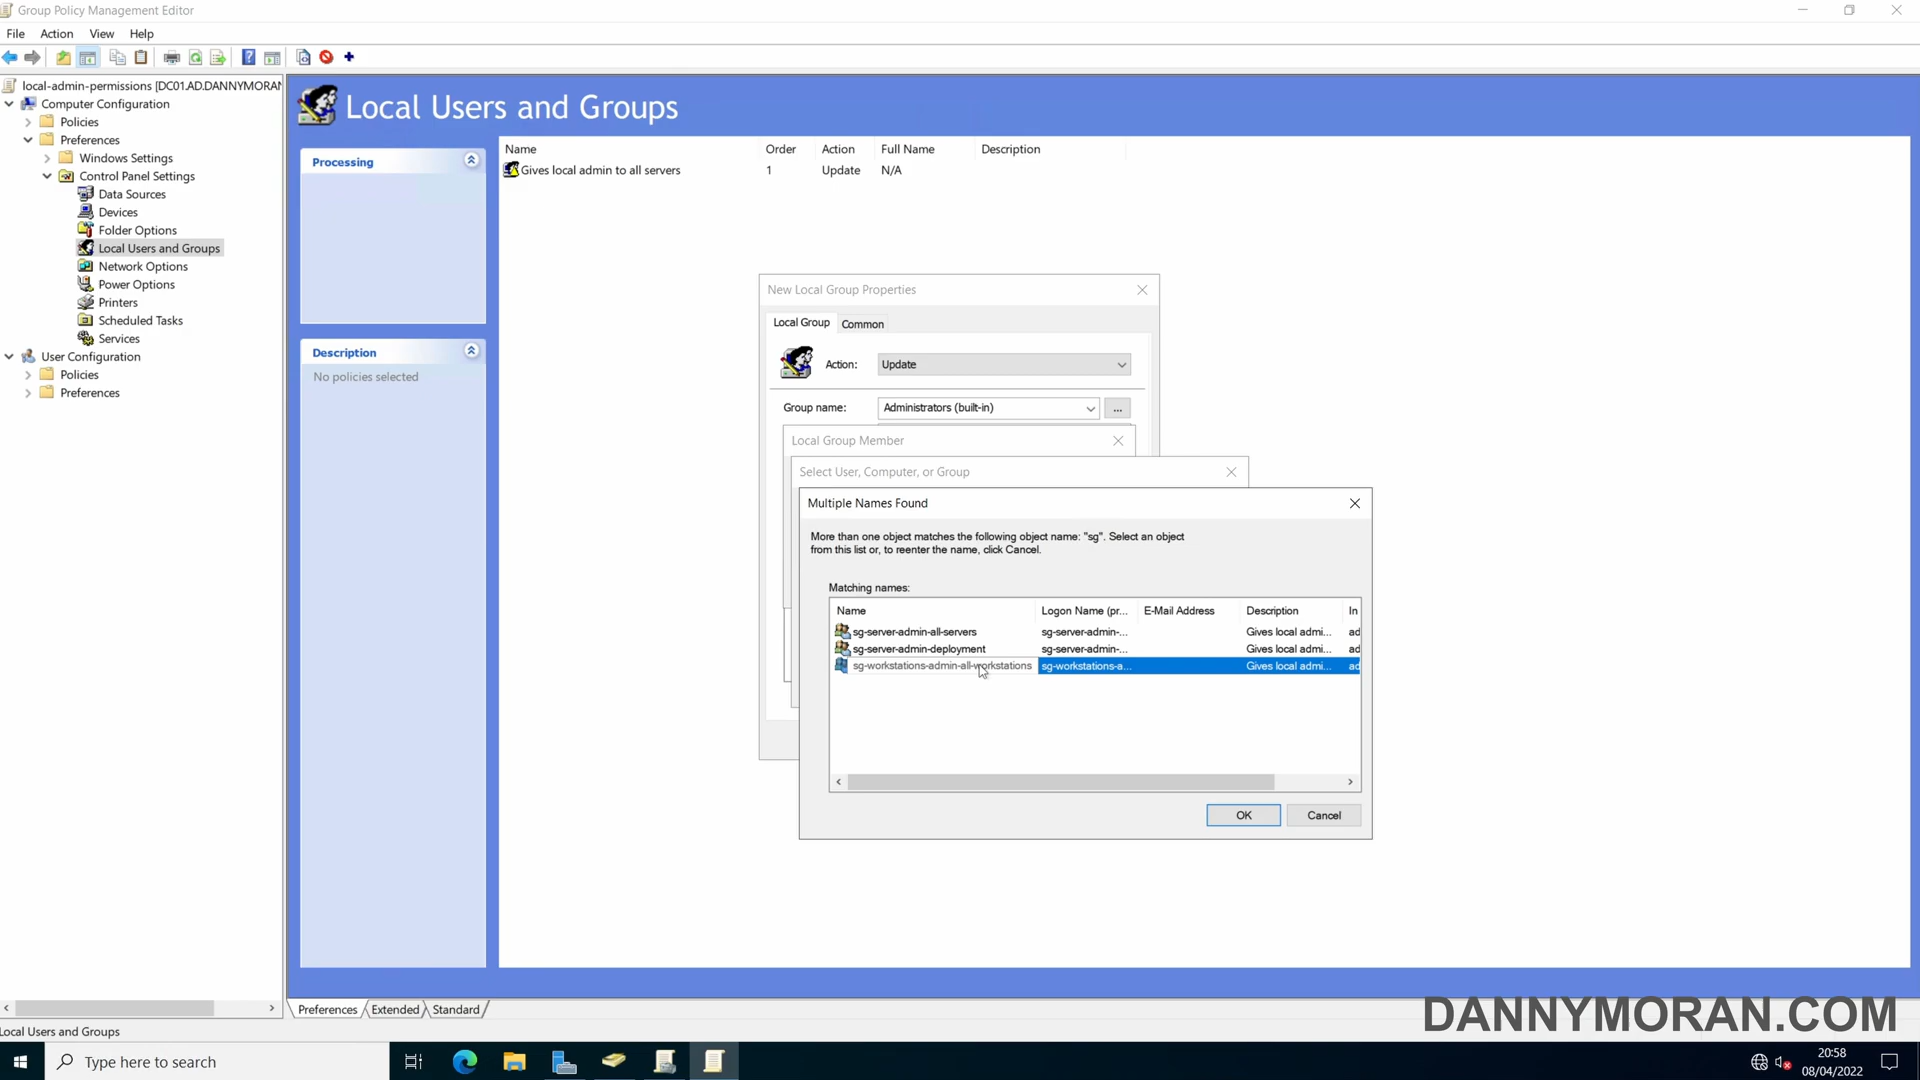 Group Policy Management Editor
File Action View Help
local-admin-permissions [DC01.AD.DANNYMORAN
Computer Configuration
Policies
Preferences
Windows Settings
Control Panel Settings
Data Sources
Devices
Folder Options
Local Users and Groups
Network Options
Power Options
Printers
Scheduled Tasks
Services
User Configuration
Policies
Preferences
Local Users and Groups
Processing
Description
No policies selected
Name Order Action Full Name Description
Gives local admin to all servers 1 Update N/A
New Local Group Properties
Local Group Common
Action: Update
Group name: Administrators (built-in) ...
Local Group Member
Select User, Computer, or Group
Multiple Names Found
More than one object matches the following object name: "sg". Select an object
from this list or, to reenter the name, click Cancel.
Matching names:
Name Logon Name (pr... E-Mail Address Description In
sg-server-admin-all-servers sg-server-admin-... Gives local admi... ad
sg-server-admin-deployment sg-server-admin-... Gives local admi... ad
sg-workstations-admin-all-workstations sg-workstations-a... Gives local admi... ad
OK Cancel
Preferences Extended Standard
DANNYMORAN.COM
Local Users and Groups
Type here to search
20:58
08/04/2022